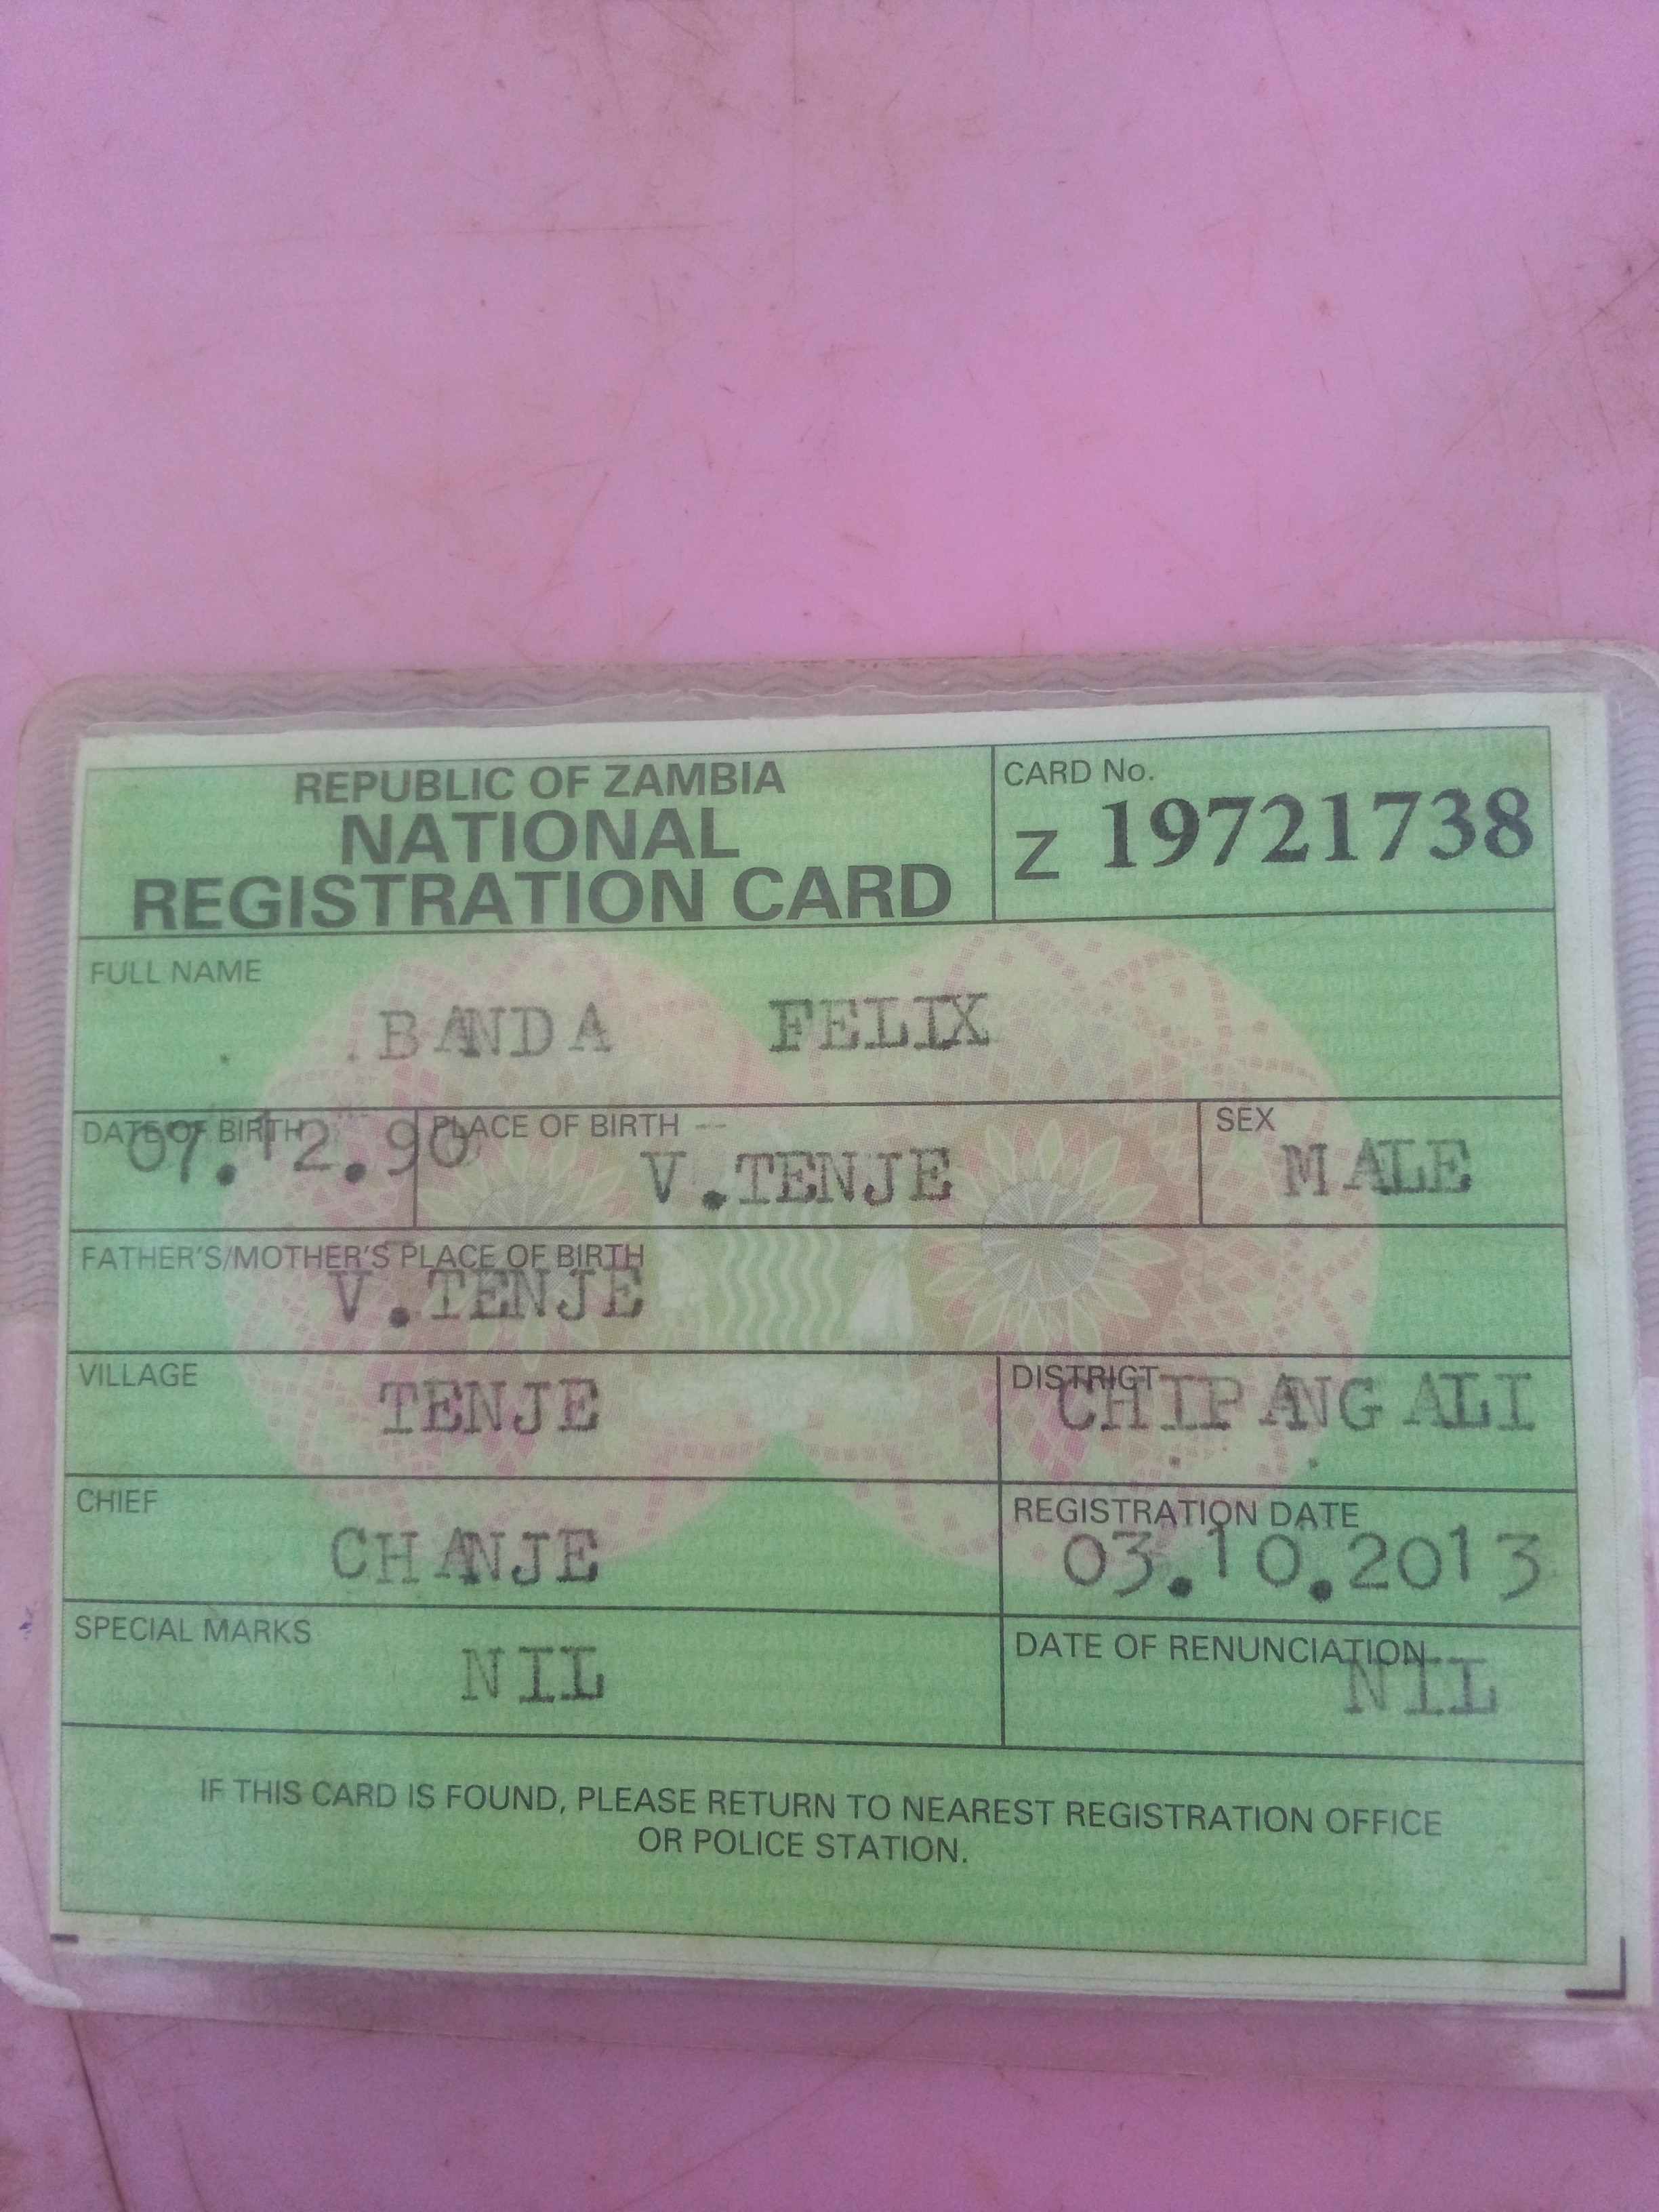 REPUBLIC OF ZAMBIA
NATIONAL
REGISTRATION CARD
CARD No.
Z 19721738
FULL NAME
BANDA FELIX
DATE OF BIRTH
07.12.90
PLACE OF BIRTH
V.TENJE
SEX
MALE
FATHER'S/MOTHER'S PLACE OF BIRTH
V.TENJE
VILLAGE
TENJE
DISTRICT
CHIPANGALI
CHIEF
CHANJE
REGISTRATION DATE
03.10.2013
SPECIAL MARKS
NIL
DATE OF RENUNCIATION
NIL
IF THIS CARD IS FOUND, PLEASE RETURN TO NEAREST REGISTRATION OFFICE
OR POLICE STATION.